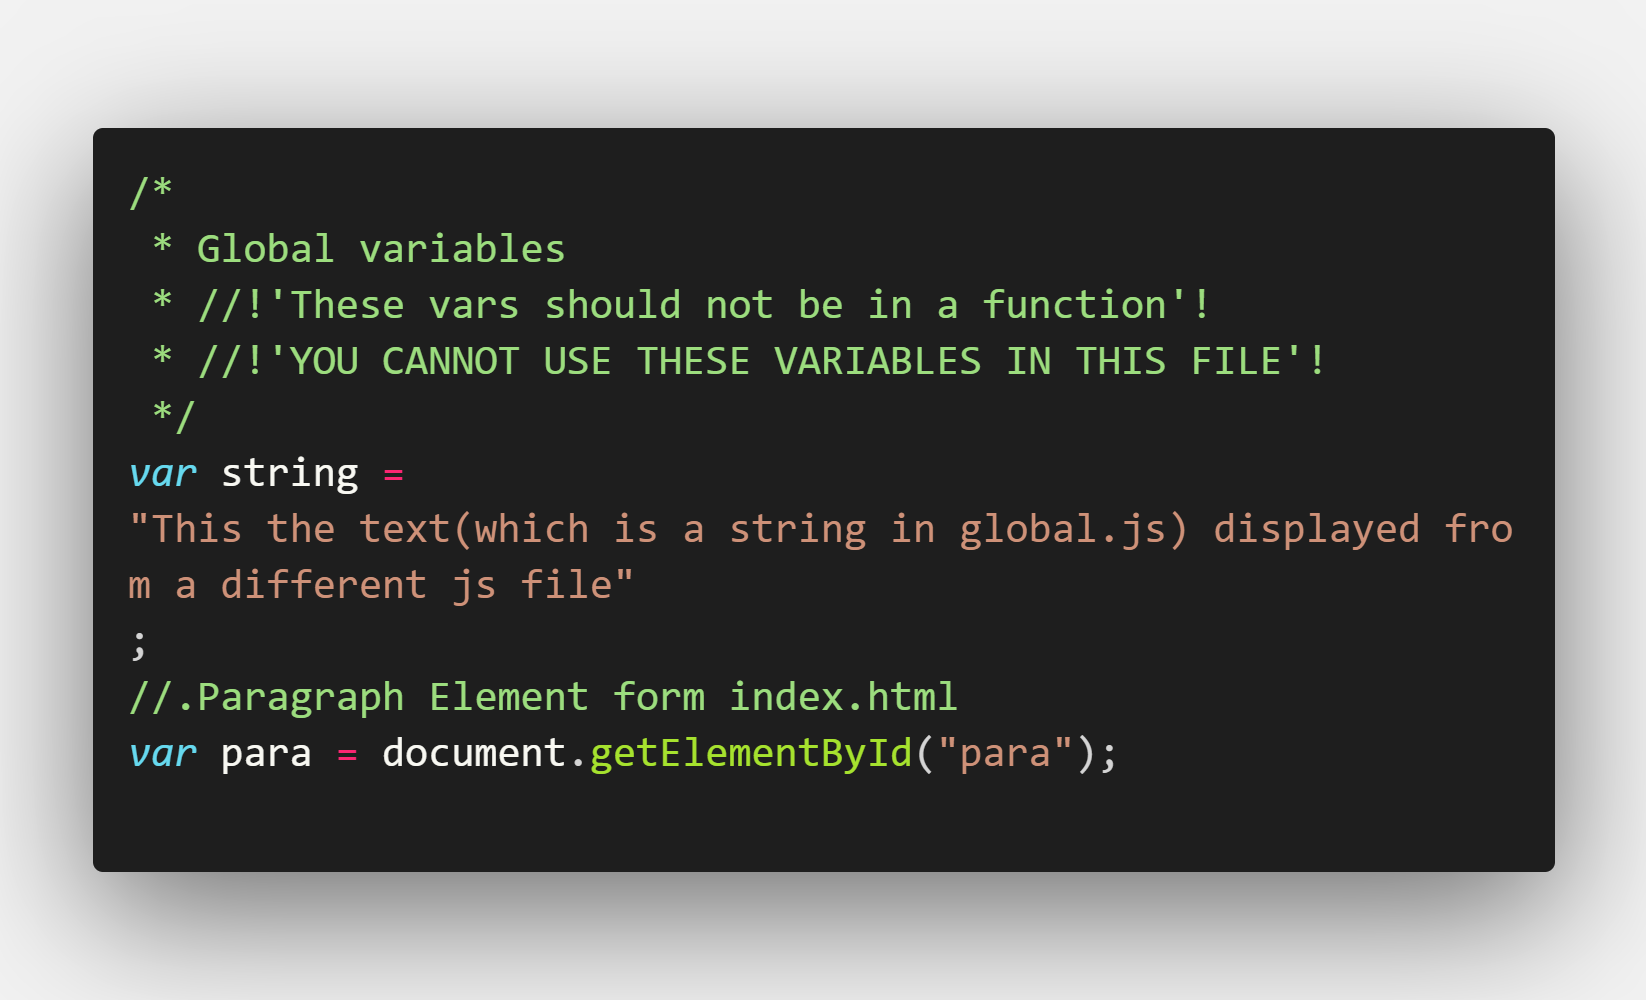 /*
 * Global variables
 * //!'These vars should not be in a function'!
 * //!'YOU CANNOT USE THESE VARIABLES IN THIS FILE'!
 */
var string =
"This the text(which is a string in global.js) displayed fro
m a different js file"
;
//.Paragraph Element form index.html
var para = document.getElementById("para");